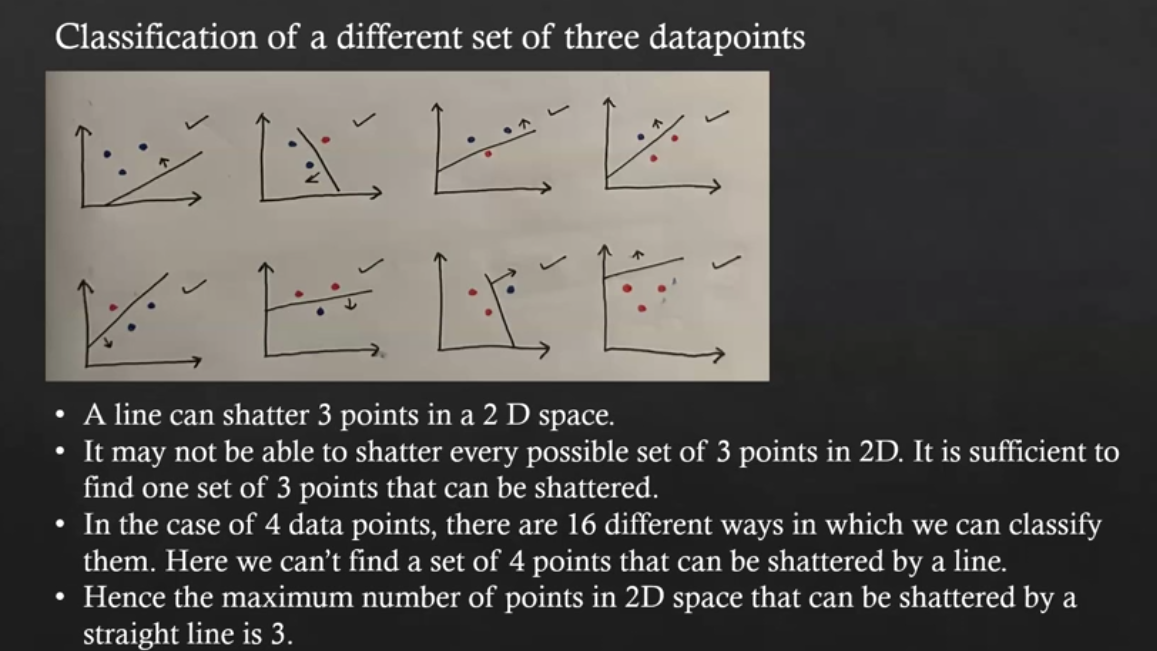 Classification of a different set of three datapoints
• A line can shatter 3 points in a 2 D space.
• It may not be able to shatter every possible set of 3 points in 2D. It is sufficient to
find one set of 3 points that can be shattered.
• In the case of 4 data points, there are 16 different ways in which we can classify
them. Here we can’t find a set of 4 points that can be shattered by a line.
• Hence the maximum number of points in 2D space that can be shattered by a
straight line is 3.